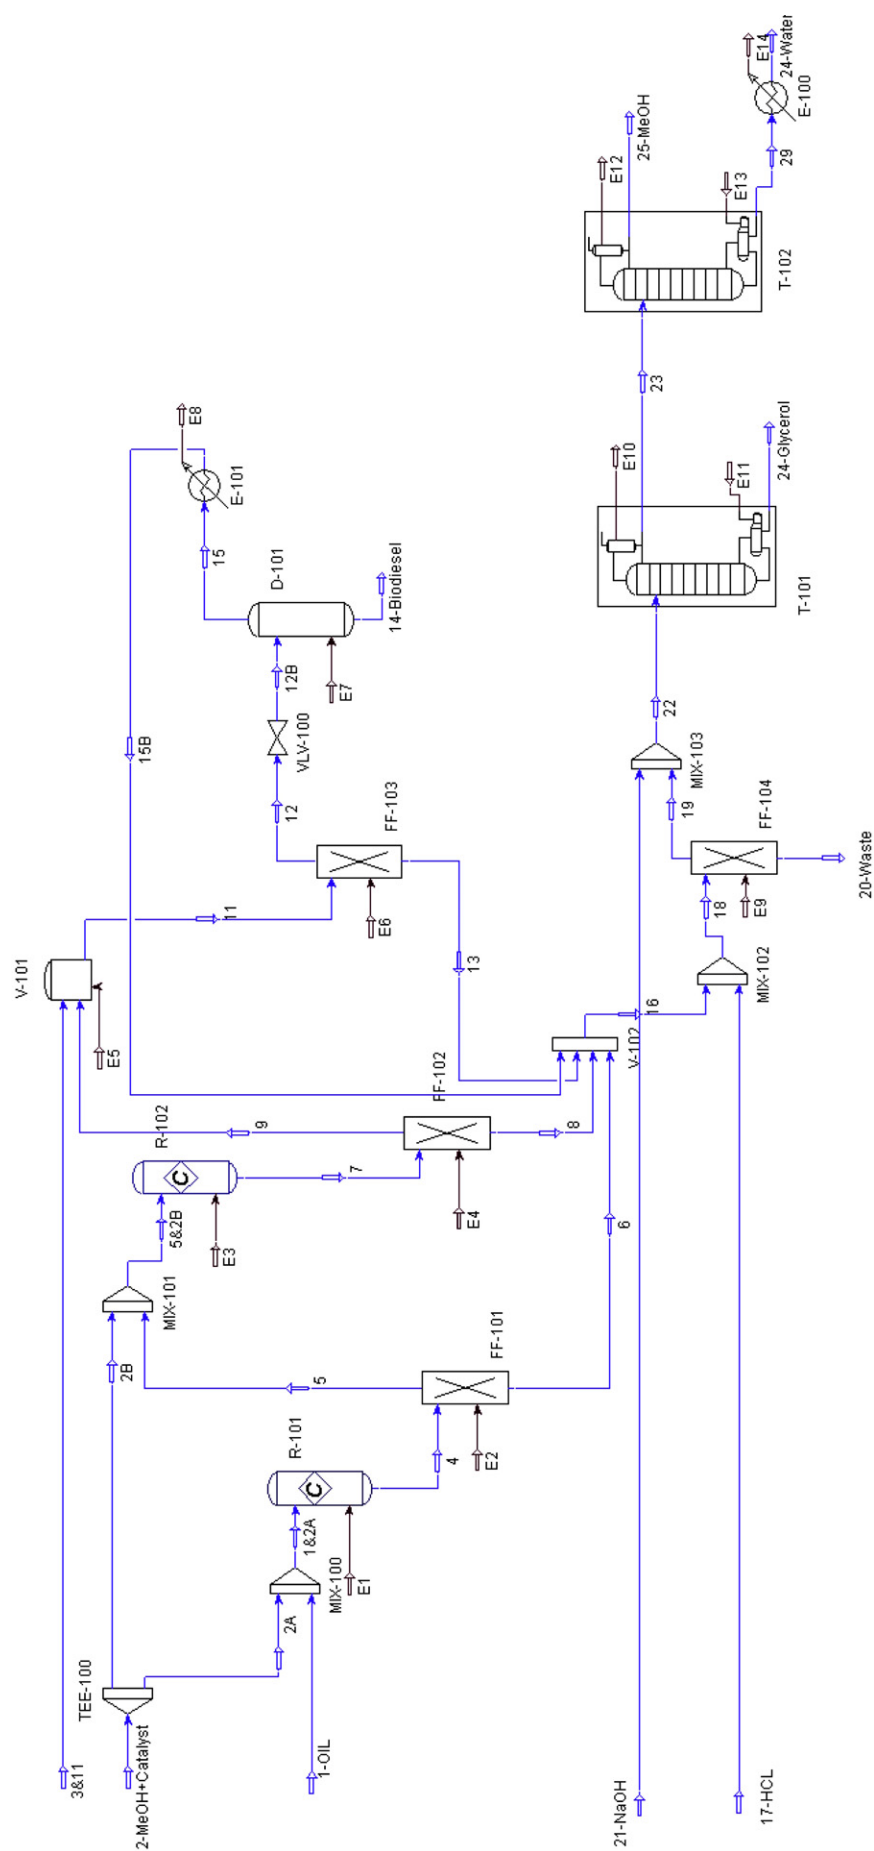 3&11
2-MeOH+Catalyst
1-OIL
21-NaOH
17-HCL
TEE-100
2A
2B
MIX-100
E1
1&2A
R-101
4
E2
FF-101
5
6
MIX-101
5&2B
E3
R-102
7
E4
FF-102
8
9
E5
V-101
11
E6
FF-103
13
12
VLV-100
12B
E7
D-101
14-Biodiesel
15
E-101
E8
15B
V-102
16
MIX-102
18
E9
FF-104
20-Waste
19
MIX-103
22
T-101
E10
E11
24-Glycerol
23
T-102
E12
E13
25-MeOH
29
E-100
E14
24-Water
C
C